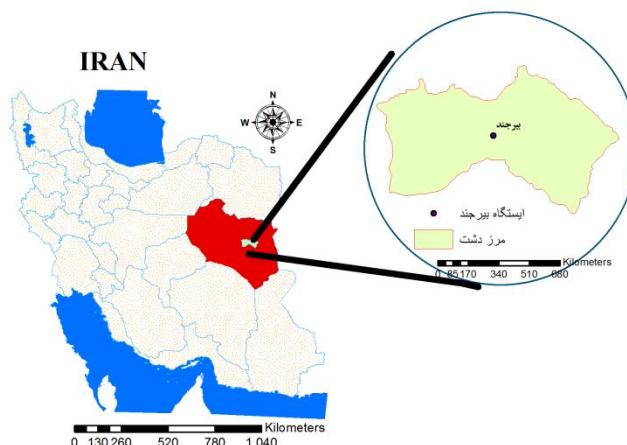 IRAN
N
W E
S
بیرجند
ایستگاه بیرجند
مرز دشت
Kilometers
0 85 170 340 510 680
Kilometers
0 130 260 520 780 1,040